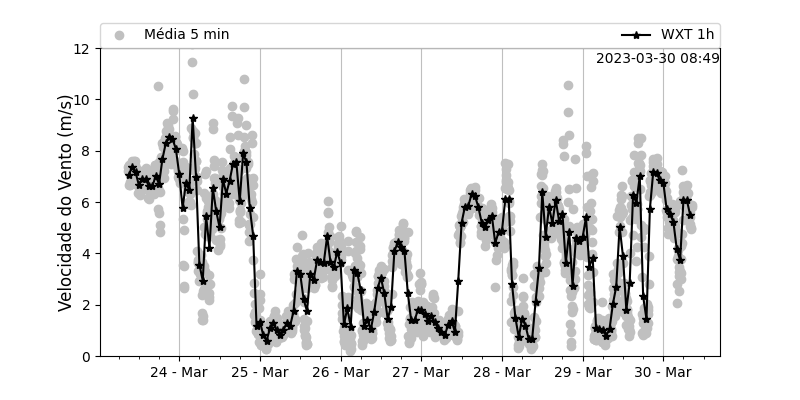 Média 5 min
WXT 1h
2023-03-30 08:49
Velocidade do Vento (m/s)
12
10
8
6
4
2
0
24 - Mar
25 - Mar
26 - Mar
27 - Mar
28 - Mar
29 - Mar
30 - Mar